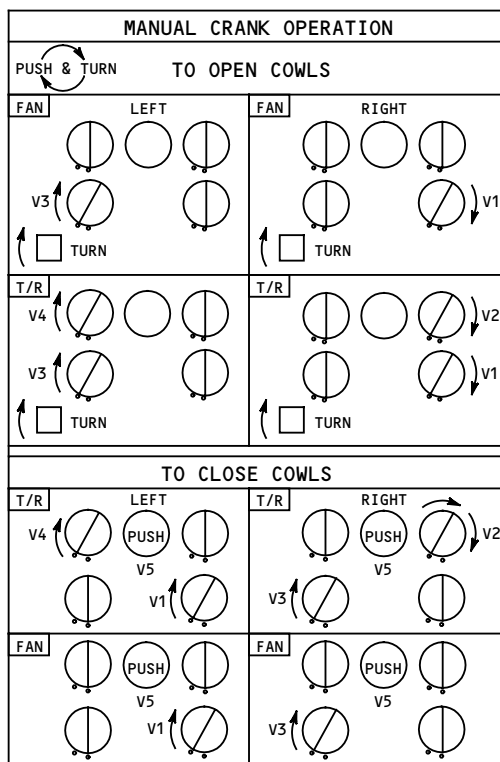 MANUAL CRANK OPERATION
PUSH & TURN
TO OPEN COWLS
FAN
LEFT
V3
TURN
FAN
RIGHT
V1
TURN
T/R
V4
V3
TURN
T/R
V2
V1
TURN
TO CLOSE COWLS
T/R
LEFT
V4
PUSH
V5
V1
T/R
RIGHT
PUSH
V2
V5
V3
FAN
PUSH
V5
V1
FAN
PUSH
V5
V3